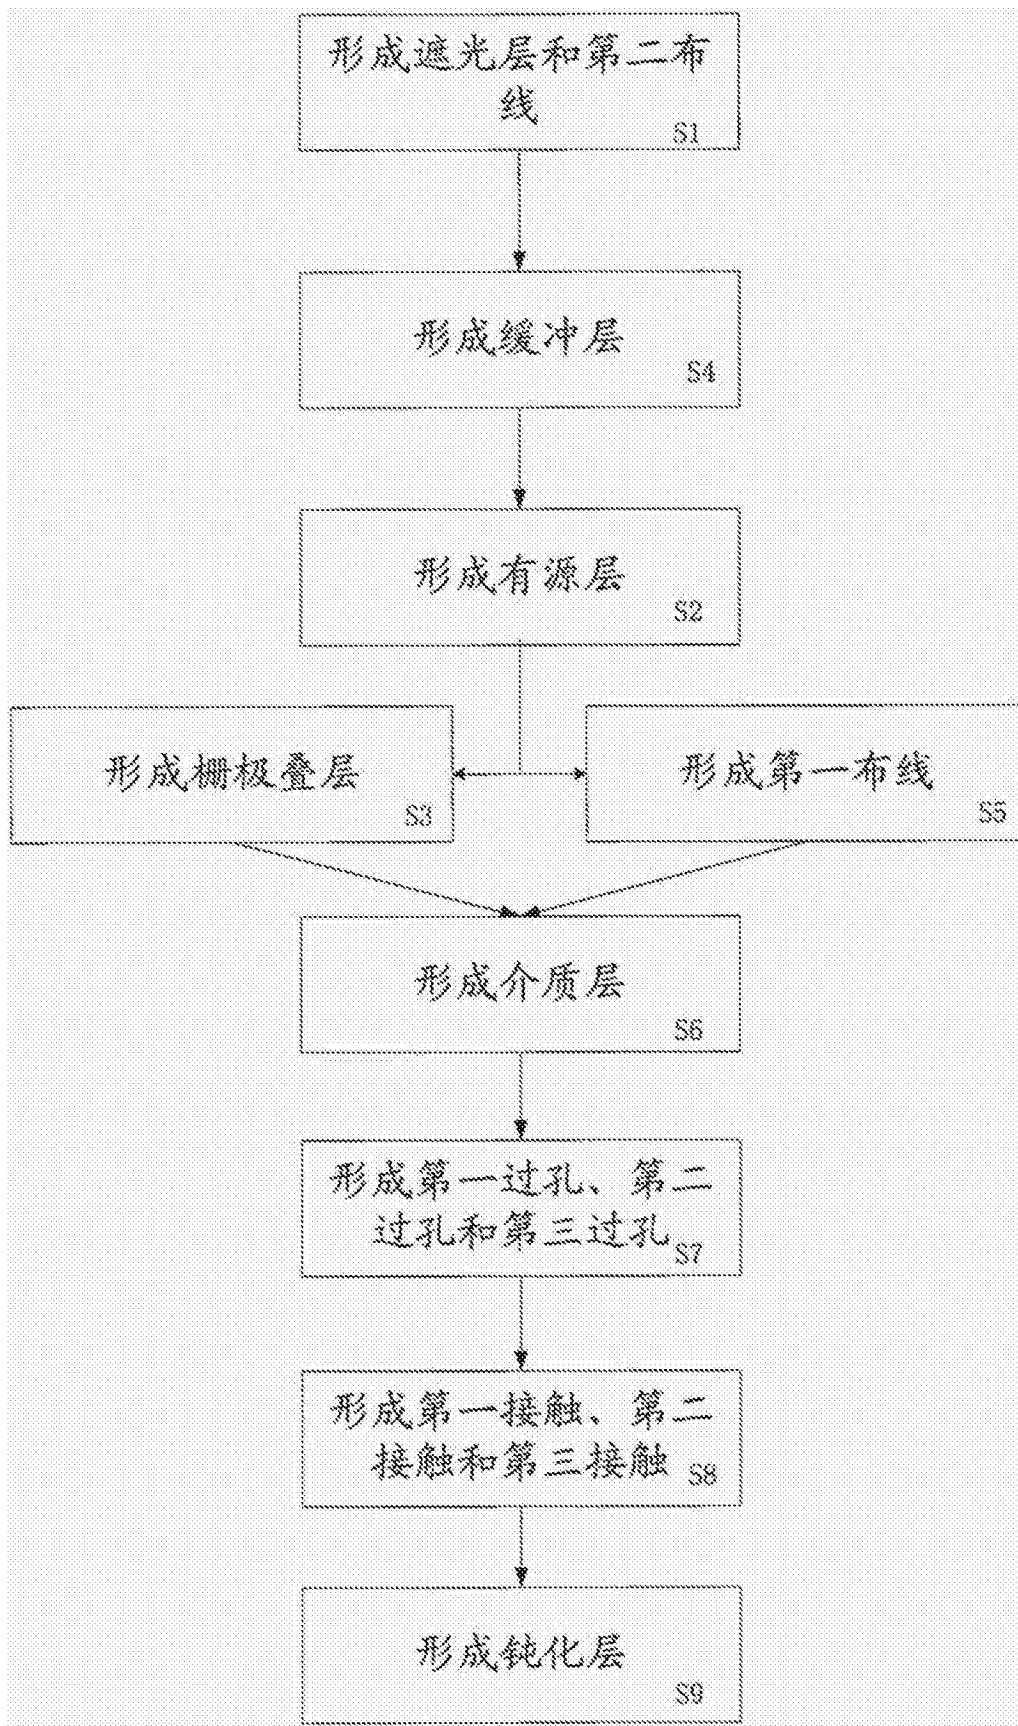 形成遮光层和第二布
线
S1
形成缓冲层
S4
形成有源层
S2
形成栅极叠层
S3
形成第一布线
S5
形成介质层
S6
形成第一过孔、第二
过孔和第三过孔
S7
形成第一接触、第二
接触和第三接触
S8
形成钝化层
S9